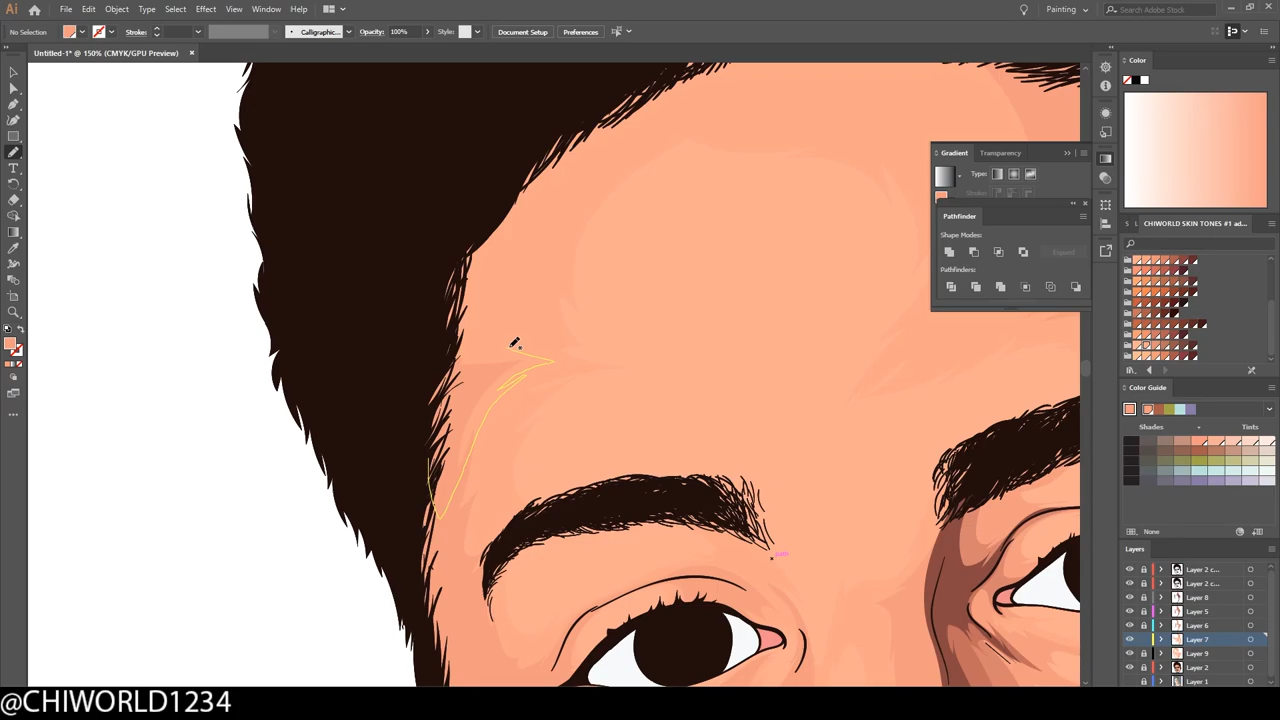 Ai File Edit Object Type Select Effect View Window Help Painting Search Adobe Stock
No Selection Stroke: Calligraphic... Opacity: 100% Style: Document Setup Preferences
Untitled-1* @ 150% (CMYK/GPU Preview)
Color
Gradient Transparency
Type:
Stroke:
Pathfinder
Shape Modes:
Expand
Pathfinders:
S L CHIWORLD SKIN TONES #1 ad...
Color Guide
Shades Tints
None
Layers
Layer 2 c...
Layer 2 c...
Layer 8
Layer 5
Layer 6
Layer 7
Layer 9
Layer 2
Layer 1
path
@CHIWORLD1234